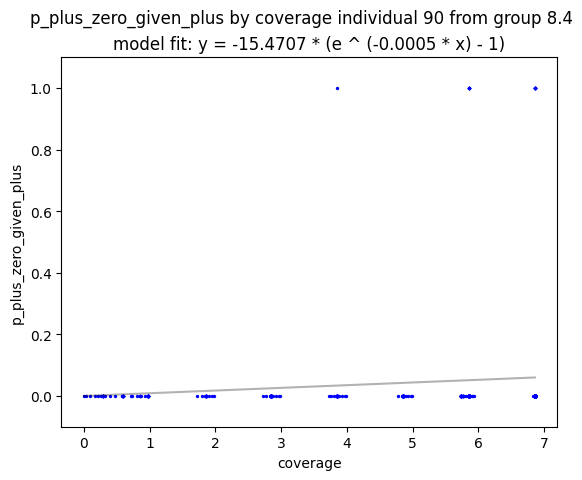 p_plus_zero_given_plus by coverage individual 90 from group 8.4
model fit: y = -15.4707 * (e ^ (-0.0005 * x) - 1)
p_plus_zero_given_plus
1.0
0.8
0.6
0.4
0.2
0.0
0 1 2 3 4 5 6 7
coverage